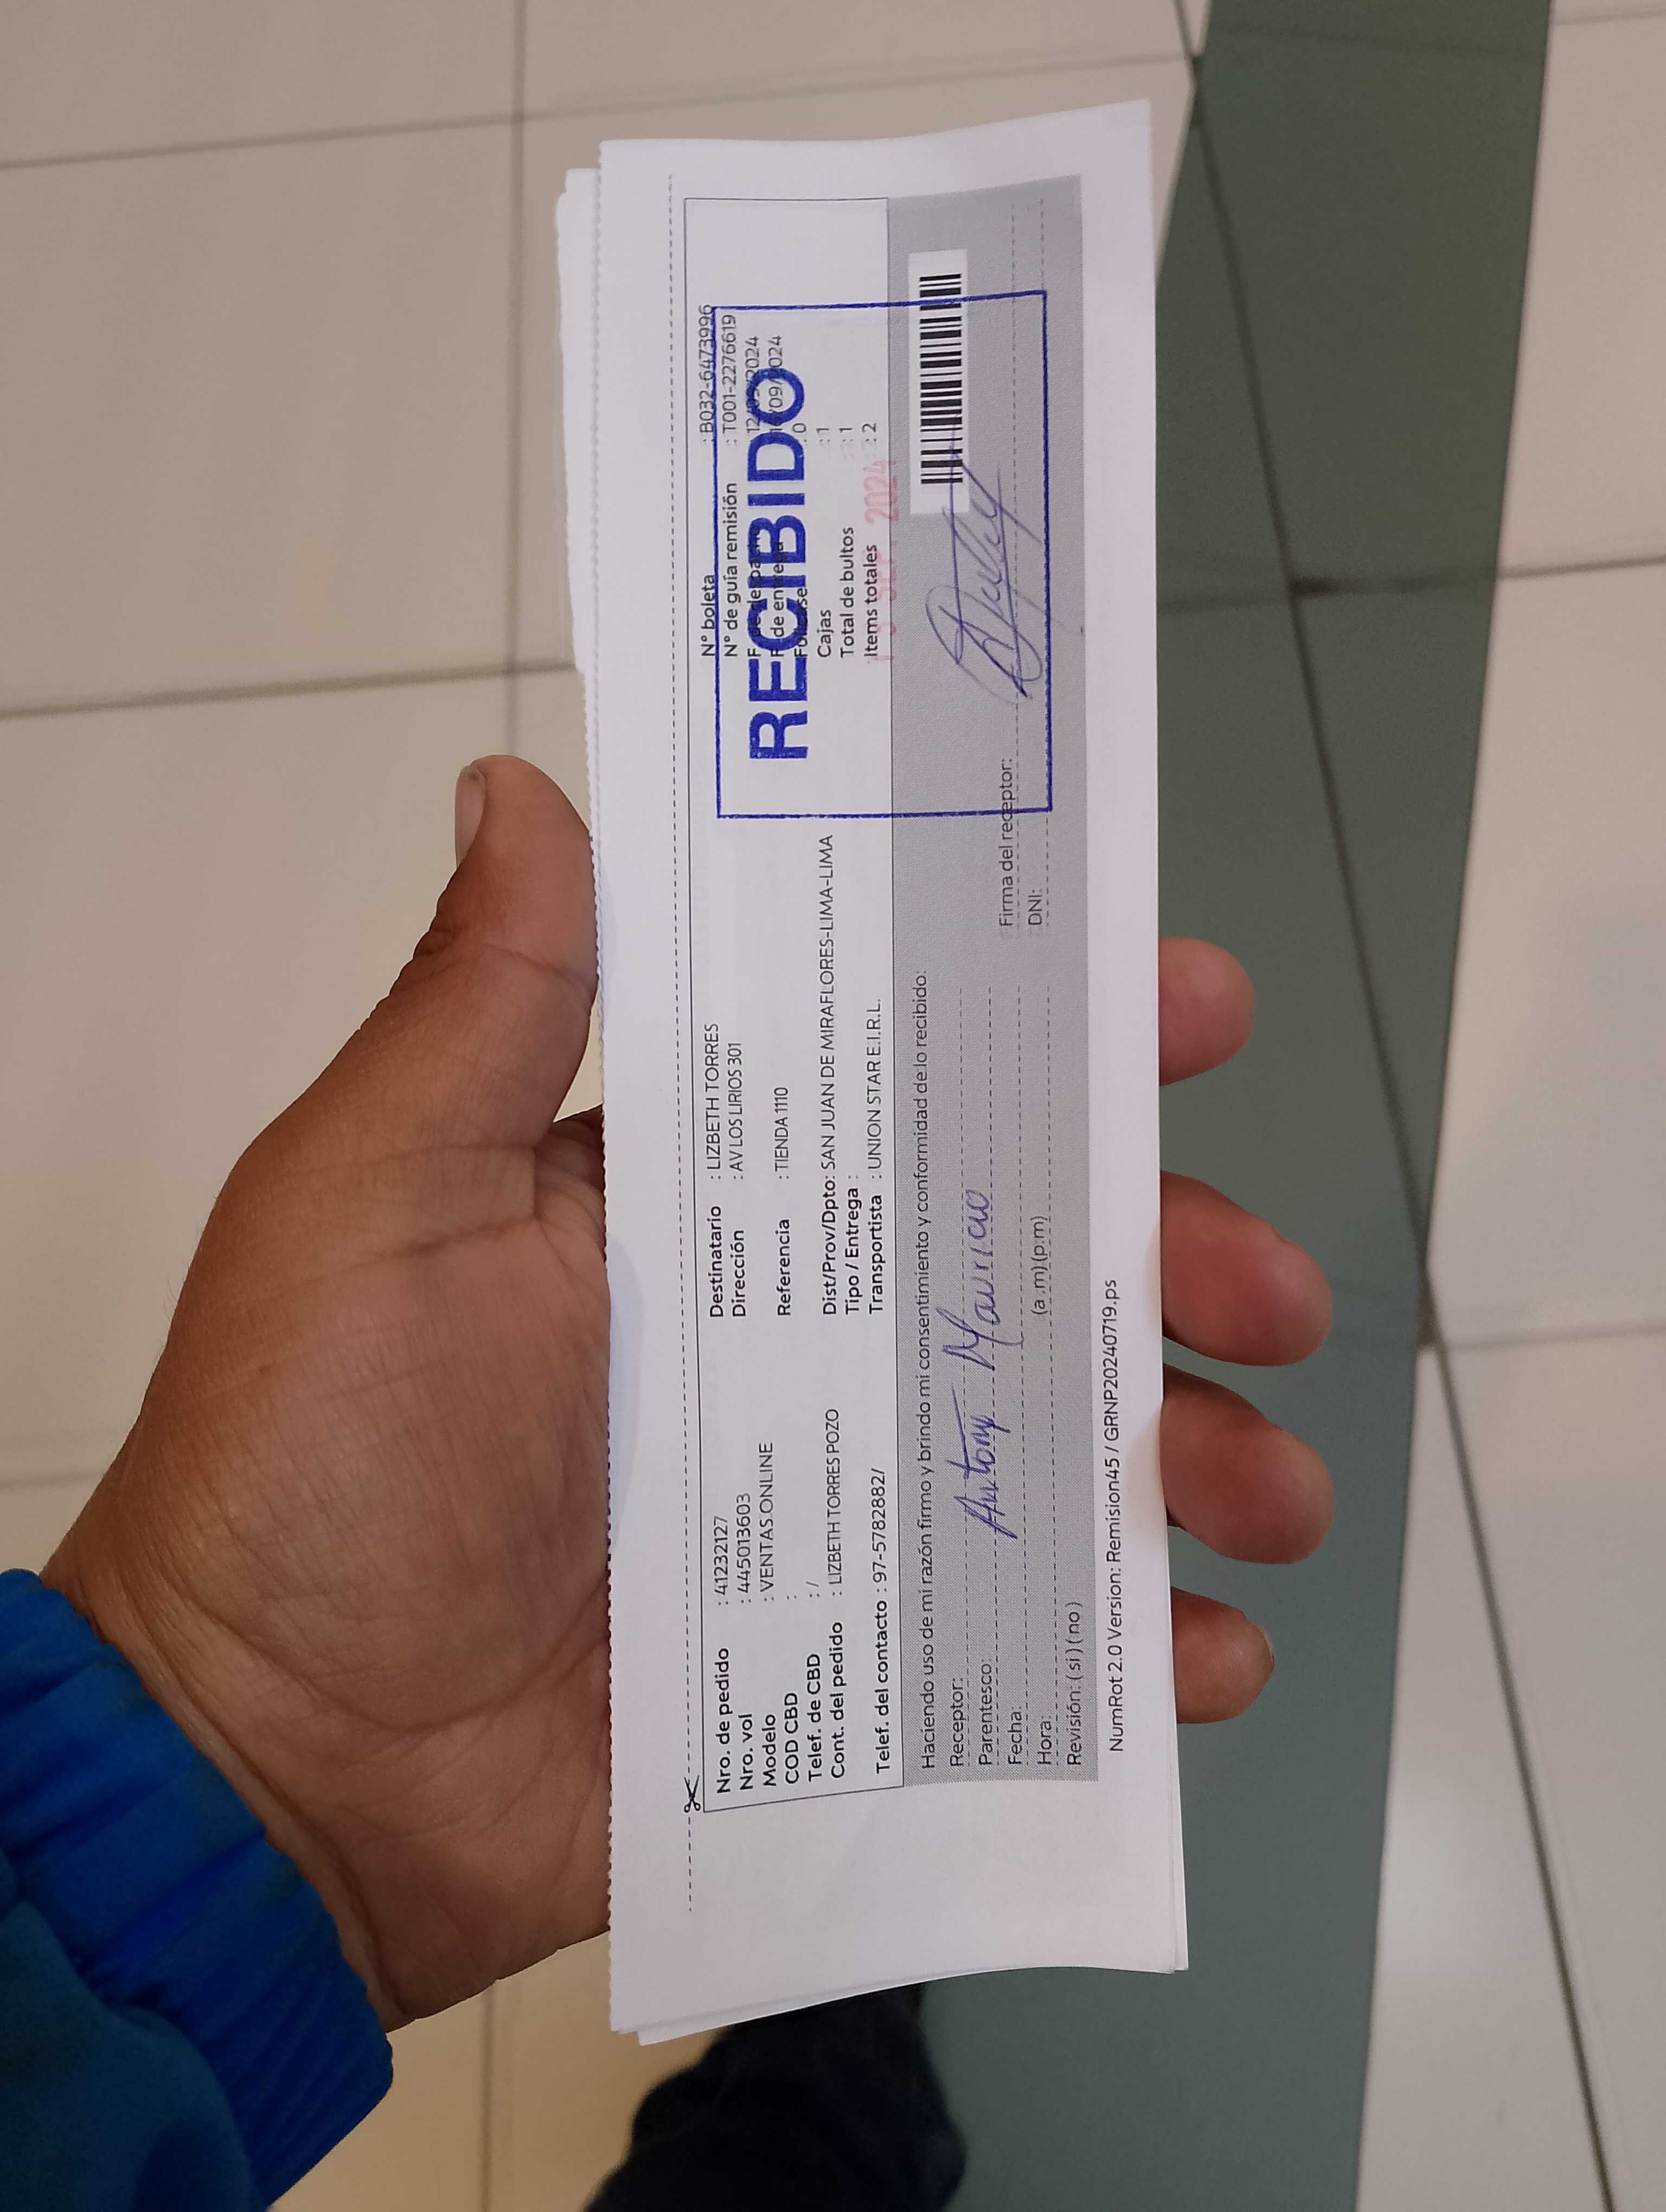 Nro. de pedido : 41232127
Nro. vol : 445013603
Modelo : VENTAS ONLINE
COD CBD :
Telef. de CBD : /
Cont. del pedido : LIZBETH TORRES POZO
Telef. del contacto : 97-5782882/
Destinatario : LIZBETH TORRES
Dirección : AV LOS LIRIOS 301
Referencia : TIENDA 1110
Dist/Prov/Dpto: SAN JUAN DE MIRAFLORES-LIMA-LIMA
Tipo / Entrega :
Transportista : UNION STAR E.I.R.L.
N° boleta : B032-6473996
N° de guía remisión : T001-2276619
: 0
Cajas : 1
Total de bultos : 1
Items totales : 2
RECIBIDO
2024
Haciendo uso de mi razón firmo y brindo mi consentimiento y conformidad de lo recibido:
Receptor:
Parentesco: Antony Mauricio
Fecha:
Hora: (a .m) (p.m)
Revisión: ( si ) ( no )
Firma del receptor:
DNI:
NumRot 2.0 Version: Remision45 / GRNP20240719.ps